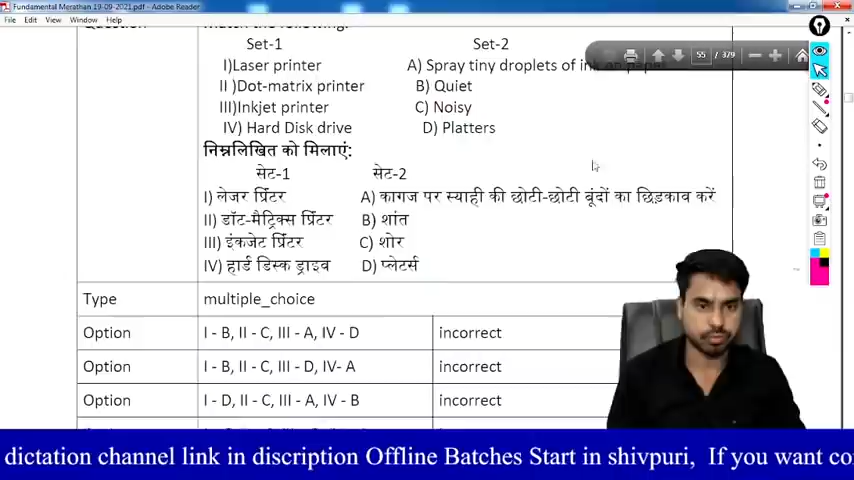 Fundamental Merathan 19-09-2021.pdf - Adobe Reader
File Edit View Window Help
Set-1 Set-2
I)Laser printer A) Spray tiny droplets of ink on paper
55 / 379
II )Dot-matrix printer B) Quiet
III)Inkjet printer C) Noisy
IV) Hard Disk drive D) Platters
निम्नलिखित को मिलाएं:
सेट-1 सेट-2
I) लेजर प्रिंटर A) कागज पर स्याही की छोटी-छोटी बूंदों का छिड़काव करें
II) डॉट-मैट्रिक्स प्रिंटर B) शांत
III) इंकजेट प्रिंटर C) शोर
IV) हार्ड डिस्क ड्राइव D) प्लेटर्स
Type multiple_choice
Option I - B, II - C, III - A, IV - D incorrect
Option I - B, II - C, III - D, IV- A incorrect
Option I - D, II - C, III - A, IV - B incorrect
dictation channel link in discription Offline Batches Start in shivpuri, If you want co